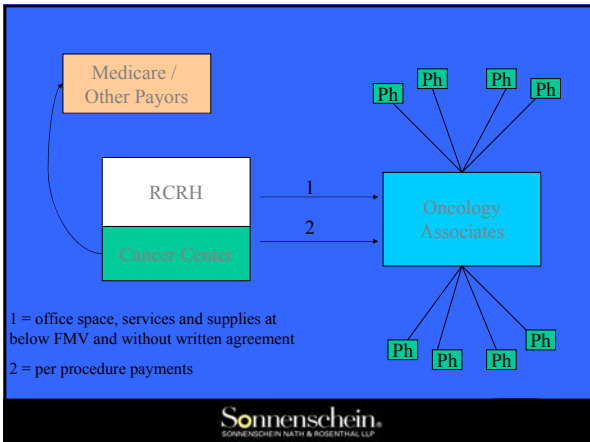 Medicare /
Other Payors
Ph
Ph
Ph
Ph
RCRH
Cancer Center
1
2
Oncology
Associates
1 = office space, services and supplies at
below FMV and without written agreement
2 = per procedure payments
Ph
Ph
Ph
Ph
Sonnenschein.
SONNENSCHEIN NATH & ROSENTHAL LLP